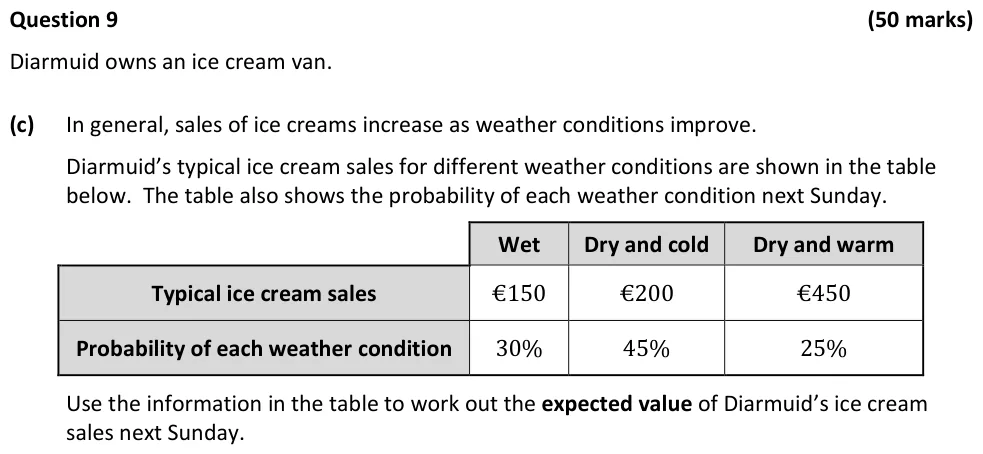 Question 9 (50 marks)
Diarmuid owns an ice cream van.
(c) In general, sales of ice creams increase as weather conditions improve.
Diarmuid’s typical ice cream sales for different weather conditions are shown in the table
below. The table also shows the probability of each weather condition next Sunday.
Wet Dry and cold Dry and warm
Typical ice cream sales €150 €200 €450
Probability of each weather condition 30% 45% 25%
Use the information in the table to work out the expected value of Diarmuid’s ice cream
sales next Sunday.